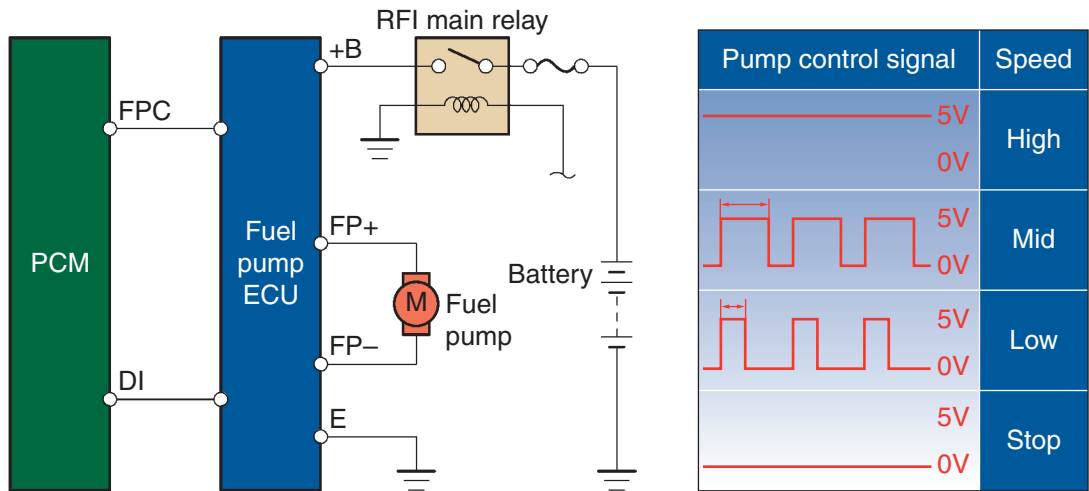 RFI main relay
+B
FPC
PCM
Fuel
pump
ECU
FP+
M
Fuel
pump
FP–
DI
E
Battery
Pump control signal Speed
5V
0V
High
5V
0V
Mid
5V
0V
Low
5V
0V
Stop